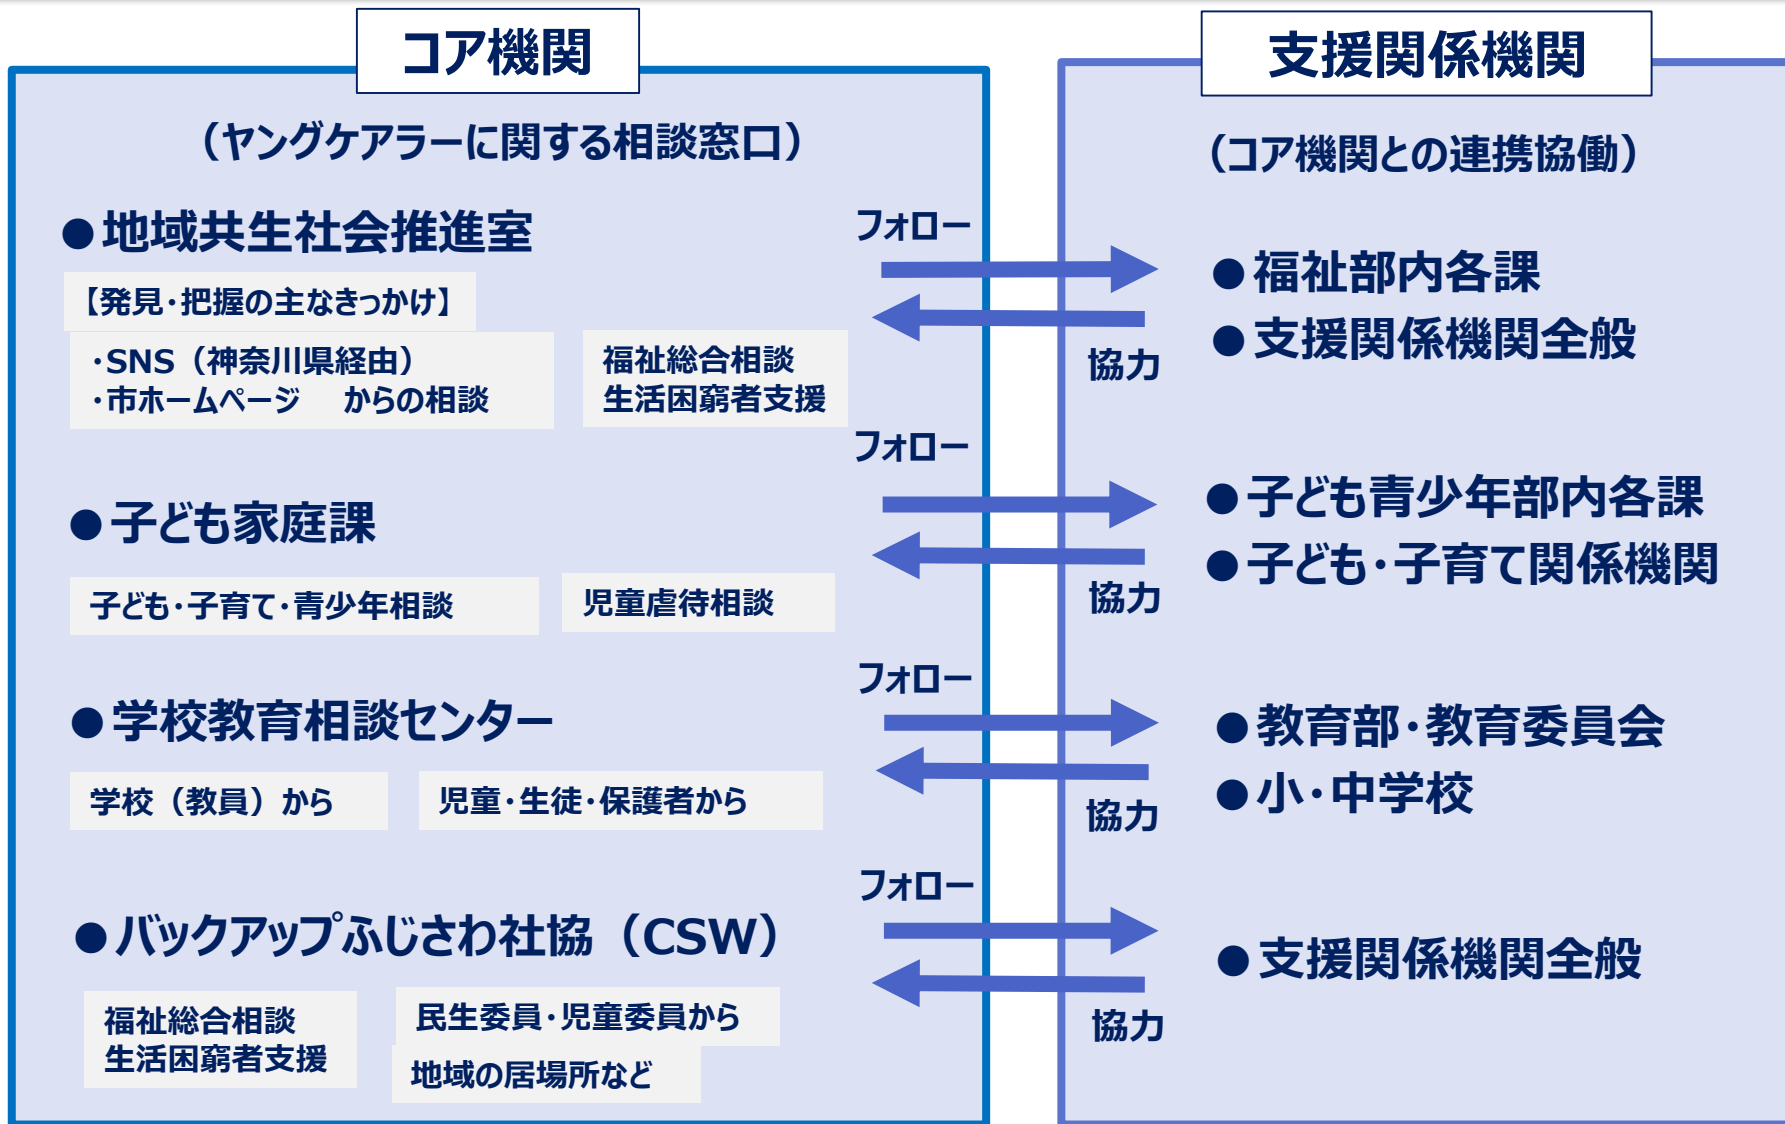 コア機関
（ヤングケアラーに関する相談窓口）
●地域共生社会推進室
【発見・把握の主なきっかけ】
・SNS（神奈川県経由）
・市ホームページ　からの相談
福祉総合相談
生活困窮者支援
●子ども家庭課
子ども・子育て・青少年相談
児童虐待相談
●学校教育相談センター
学校（教員）から
児童・生徒・保護者から
●バックアップふじさわ社協（CSW）
福祉総合相談
生活困窮者支援
民生委員・児童委員から
地域の居場所など
フォロー
協力
フォロー
協力
フォロー
協力
フォロー
協力
支援関係機関
（コア機関との連携協働）
●福祉部内各課
●支援関係機関全般
●子ども青少年部内各課
●子ども・子育て関係機関
●教育部・教育委員会
●小・中学校
●支援関係機関全般